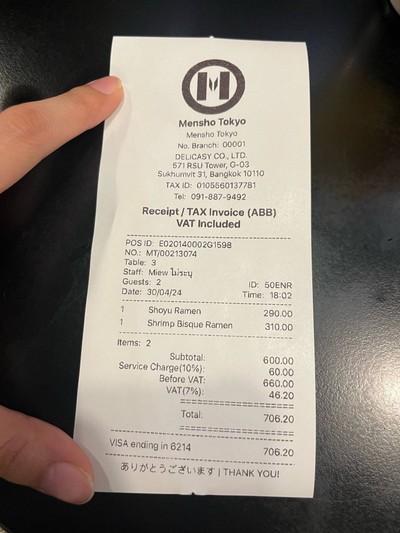 Mensho Tokyo
Mensho Tokyo
No. Branch: 00001
DELICASY CO., LTD.
571 RSU Tower, G-03
Sukhumvit 31, Bangkok 10110
TAX ID: 0105560137781
Tel: 091-887-9492
Receipt / TAX Invoice (ABB)
VAT Included
POS ID: E020140002G1598
NO.: MT/00213074
Table: 3
Staff: Miew ไม่ระบุ
Guests: 2 ID: 50ENR
Date: 30/04/24 Time: 18:02
1 Shoyu Ramen 290.00
1 Shrimp Bisque Ramen 310.00
Items: 2
Subtotal: 600.00
Service Charge(10%): 60.00
Before VAT: 660.00
VAT(7%): 46.20
Total: 706.20
VISA ending in 6214 706.20
ありがとうございます | THANK YOU!